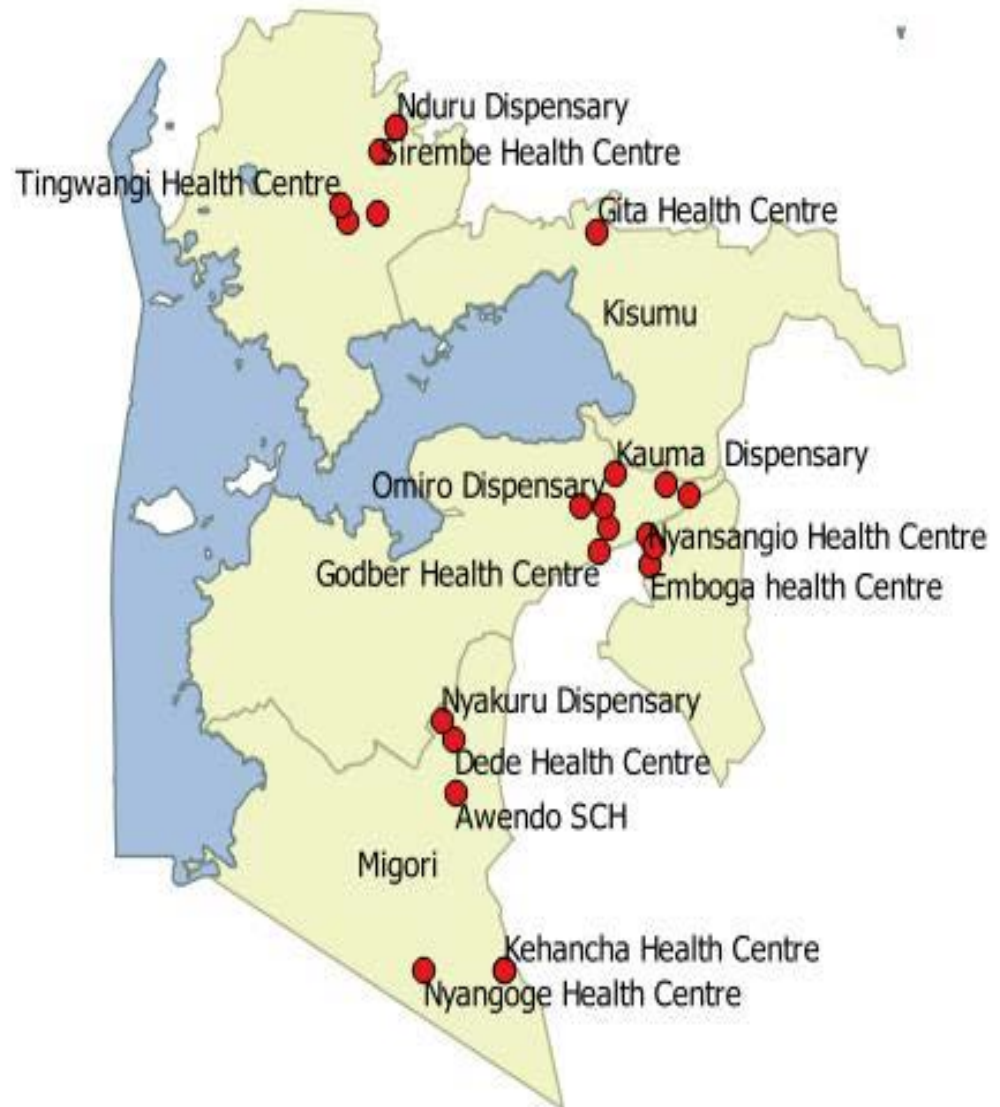 Nduru Dispensary
Sirembe Health Centre
Tingwangi Health Centre
Gita Health Centre
Kisumu
Kauma Dispensary
Omiro Dispensary
Nyansangio Health Centre
Godber Health Centre
Emboga health Centre
Nyakuru Dispensary
Dede Health Centre
Awendo SCH
Migori
Kehancha Health Centre
Nyangoge Health Centre